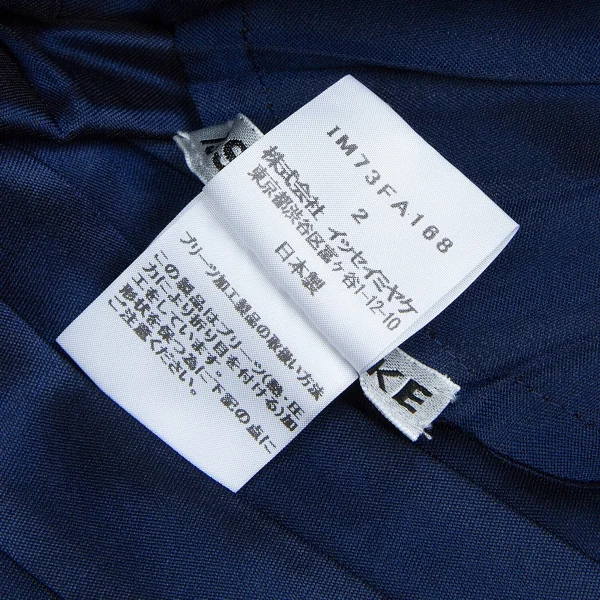 IM73FA168
2
株式会社 イッセイミヤケ
東京都渋谷区富ヶ谷1-12-10
日本製
プリーツ加工製品の取扱い方法
この製品はプリーツ(熱・圧
力により折り目を付ける)加
工をしています。
形状を保つ為に下記の点に
ご注意ください。
KE